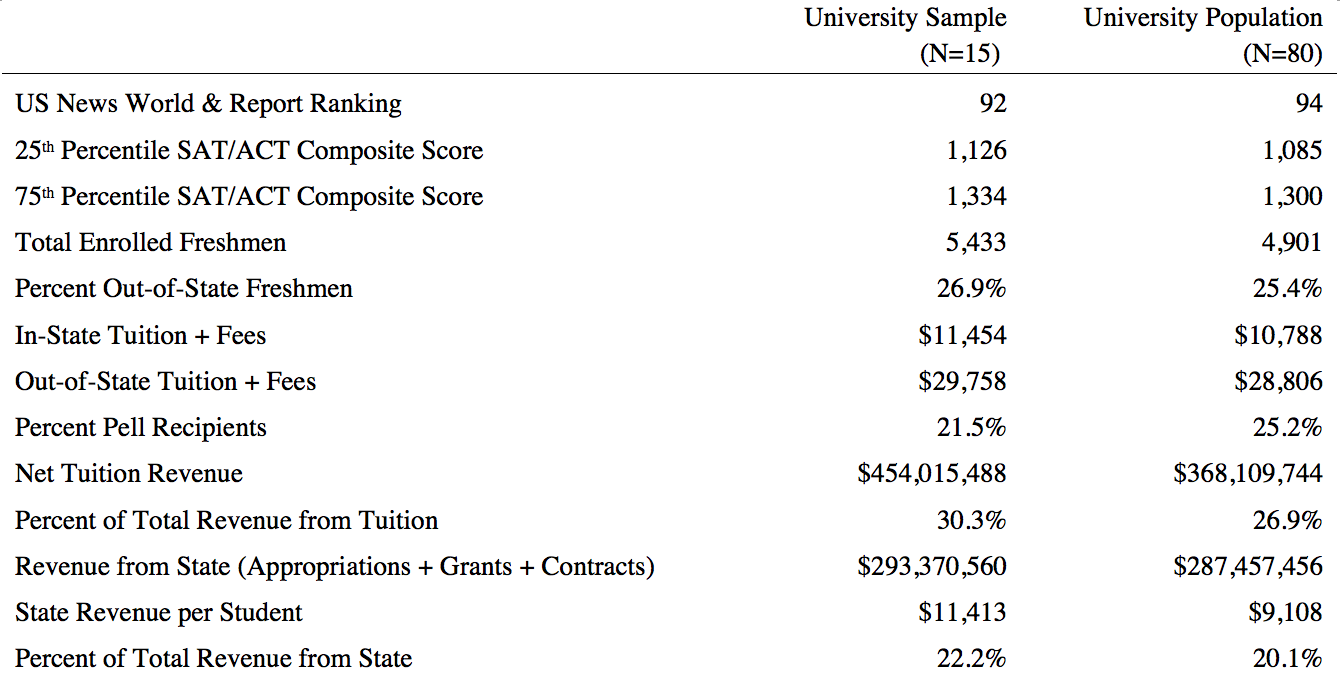 University Sample University Population
(N=15) (N=80)
US News World & Report Ranking 92 94
25th Percentile SAT/ACT Composite Score 1,126 1,085
75th Percentile SAT/ACT Composite Score 1,334 1,300
Total Enrolled Freshmen 5,433 4,901
Percent Out-of-State Freshmen 26.9% 25.4%
In-State Tuition + Fees $11,454 $10,788
Out-of-State Tuition + Fees $29,758 $28,806
Percent Pell Recipients 21.5% 25.2%
Net Tuition Revenue $454,015,488 $368,109,744
Percent of Total Revenue from Tuition 30.3% 26.9%
Revenue from State (Appropriations + Grants + Contracts) $293,370,560 $287,457,456
State Revenue per Student $11,413 $9,108
Percent of Total Revenue from State 22.2% 20.1%